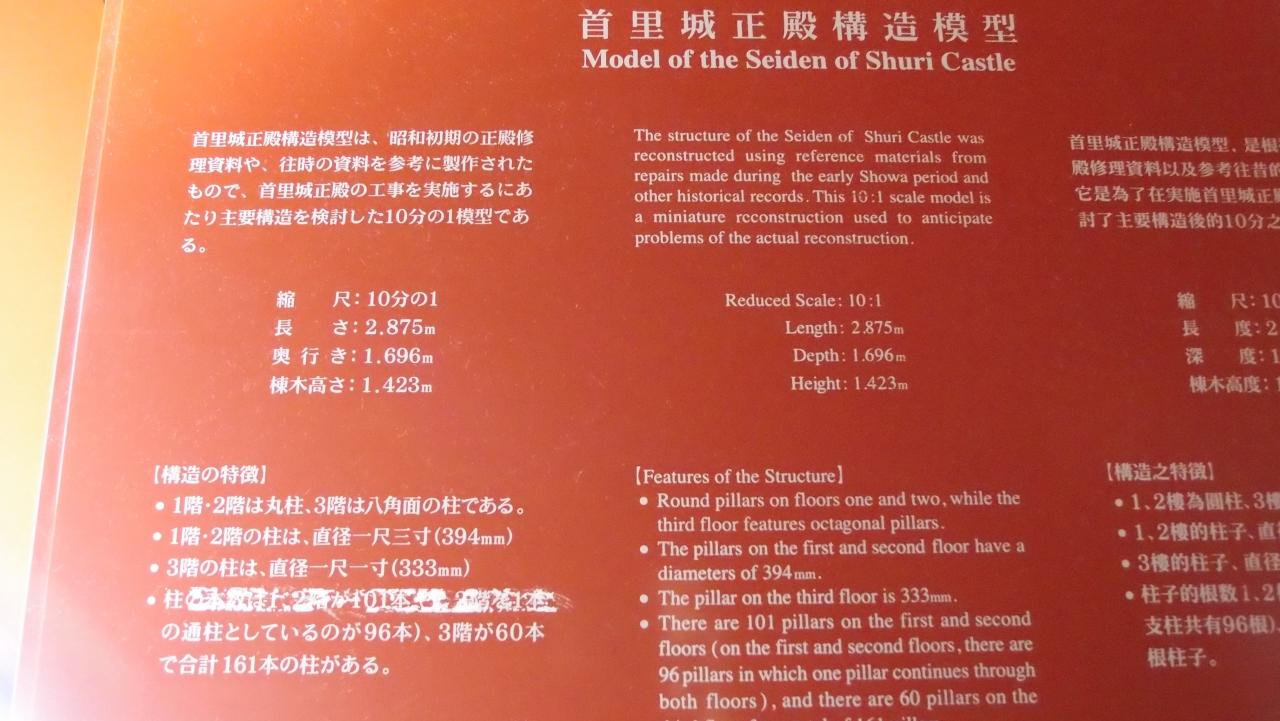 首里城正殿構造模型
Model of the Seiden of Shuri Castle
首里城正殿構造模型は、昭和初期の正殿修
理資料や、往時の資料を参考に製作された
もので、首里城正殿の工事を実施するにあ
たり主要構造を検討した10分の1模型であ
る。
縮 尺：10分の1
長 さ：2.875m
奥行き：1.696m
棟木高さ：1.423m
【構造の特徴】
• 1階・2階は丸柱、3階は八角面の柱である。
• 1階・2階の柱は、直径一尺三寸(394mm)
• 3階の柱は、直径一尺一寸(333mm)
• 柱の本数は1、2階が101本
の通柱としているのが96本)、3階が60本
で合計161本の柱がある。
The structure of the Seiden of Shuri Castle was
reconstructed using reference materials from
repairs made during the early Showa period and
other historical records. This 10:1 scale model is
a miniature rcconstruction used to anticipate
problems of the actual reconstruction.
Reduced Scale: 10:1
Length: 2.875m
Depth: 1.696m
Height: 1.423m
【Features of the Structure】
• Round pillars on floors one and two, while the
third floor features octagonal pillars.
• The pillars on the first and second floor have a
diameters of 394mm.
• The pillar on the third floor is 333mm.
• There are 101 pillars on the first and second
floors (on the first and second floors, there are
96 pillars in which one pillar continues through
both floors), and there are 60 pillars on the
首里城正殿構造模型，是根
殿修理資料以及参考往昔的
它是為了在実施首里城正殿
討了主要構造後的10分之
縮 尺：10
長 度：2
深 度：1
棟木高度：
【構造之特徴】
• 1、2樓為圓柱、3樓
• 1、2樓的柱子、直
• 3樓的柱子、直径
• 柱子的根数1、2
支柱共有96根)
根柱子。